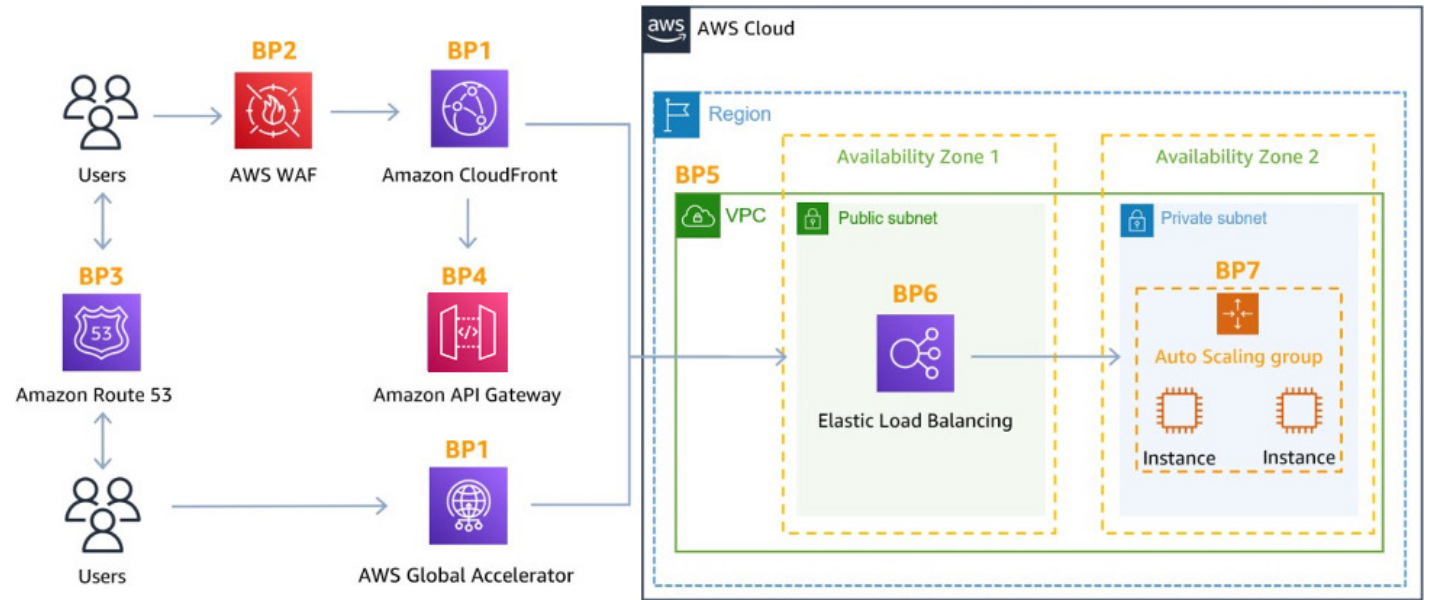 aws
AWS Cloud
BP2
BP1
Region
Users
AWS WAF
Amazon CloudFront
Availability Zone 1
Availability Zone 2
BP5
VPC
Public subnet
Private subnet
BP3
BP4
BP6
BP7
53
</>
Auto Scaling group
Amazon Route 53
Amazon API Gateway
Elastic Load Balancing
BP1
Instance
Instance
Users
AWS Global Accelerator